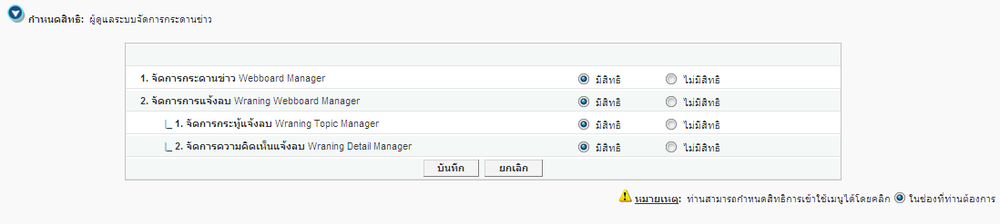 กำหนดสิทธิ: ผู้ดูแลระบบจัดการกระดานข่าว
1. จัดการกระดานข่าว Webboard Manager มีสิทธิ ไม่มีสิทธิ
2. จัดการการแจ้งลบ Wraning Webboard Manager มีสิทธิ ไม่มีสิทธิ
1. จัดการกระทู้แจ้งลบ Wraning Topic Manager มีสิทธิ ไม่มีสิทธิ
2. จัดการความคิดเห็นแจ้งลบ Wraning Detail Manager มีสิทธิ ไม่มีสิทธิ
บันทึก ยกเลิก
หมายเหตุ: ท่านสามารถกำหนดสิทธิการเข้าใช้เมนูได้โดยคลิก ในช่องที่ท่านต้องการ